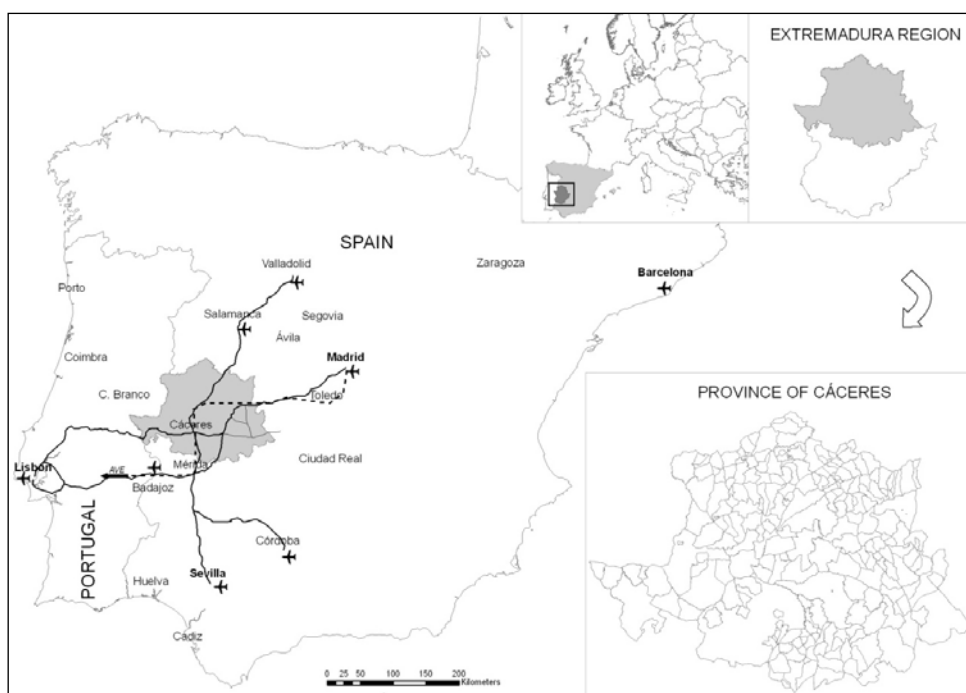 EXTREMADURA REGION
SPAIN
Valladolid
Zaragoza
Barcelona
Porto
Salamanca
Segovia
Ávila
Coimbra
Madrid
C. Branco
Toledo
PROVINCE OF CÁCERES
Cáceres
Ciudad Real
Mérida
Lisbon
AVE
Badajoz
PORTUGAL
Córdoba
Sevilla
Huelva
Cádiz
0 25 50 100 150 200
Kilometers